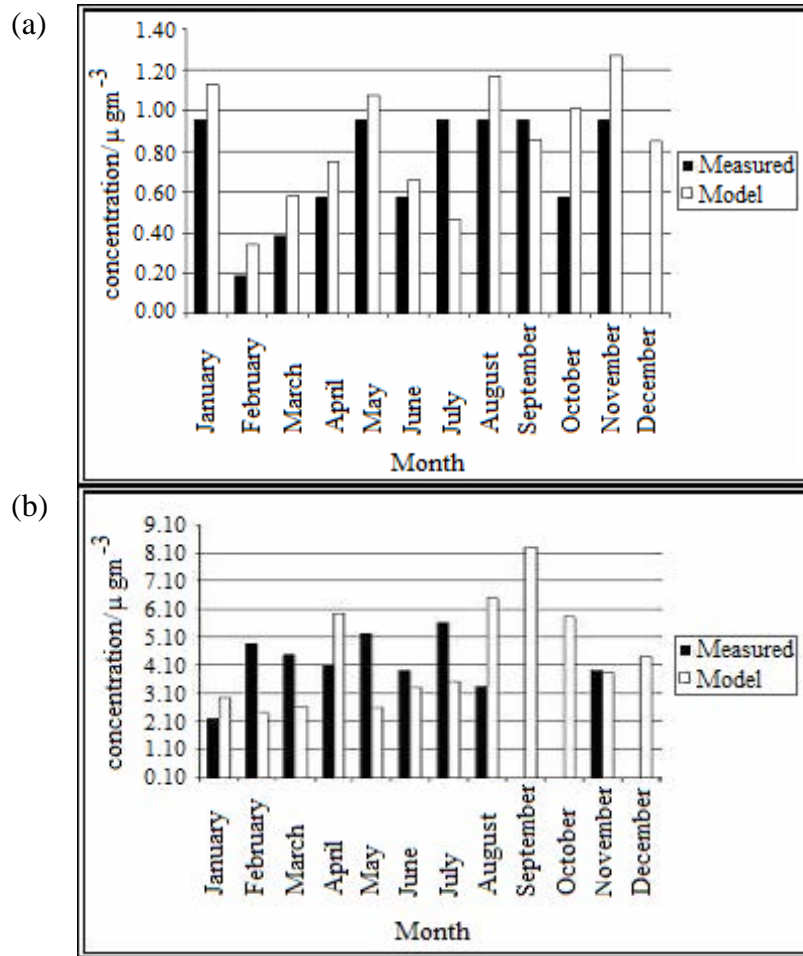 (a)
1.40
1.20
1.00
0.80
0.60
0.40
0.20
0.00
concentration/μ gm⁻³
January
February
March
April
May
June
July
August
September
October
November
December
Month
Measured
Model
(b)
9.10
8.10
7.10
6.10
5.10
4.10
3.10
2.10
1.10
0.10
concentration/μ gm⁻³
January
February
March
April
May
June
July
August
September
October
November
December
Month
Measured
Model